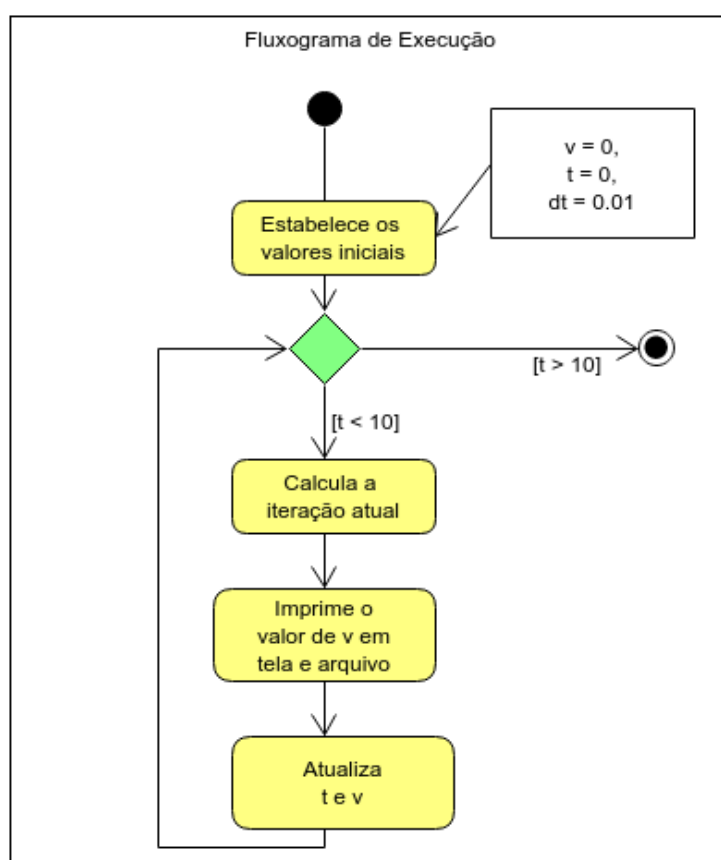 Fluxograma de Execução
v = 0,
t = 0,
dt = 0.01
Estabelece os
valores iniciais
[t > 10]
[t < 10]
Calcula a
iteração atual
Imprime o
valor de v em
tela e arquivo
Atualiza
t e v